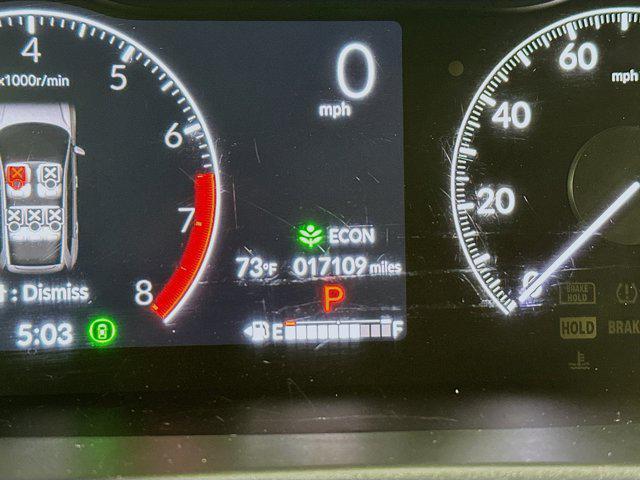 4
5
6
7
8
x1000r/min
0
mph
60
mph
40
20
0
ECON
73°F 017109 miles
P
E F
: Dismiss
5:03
BRAKE HOLD
HOLD
BRAK